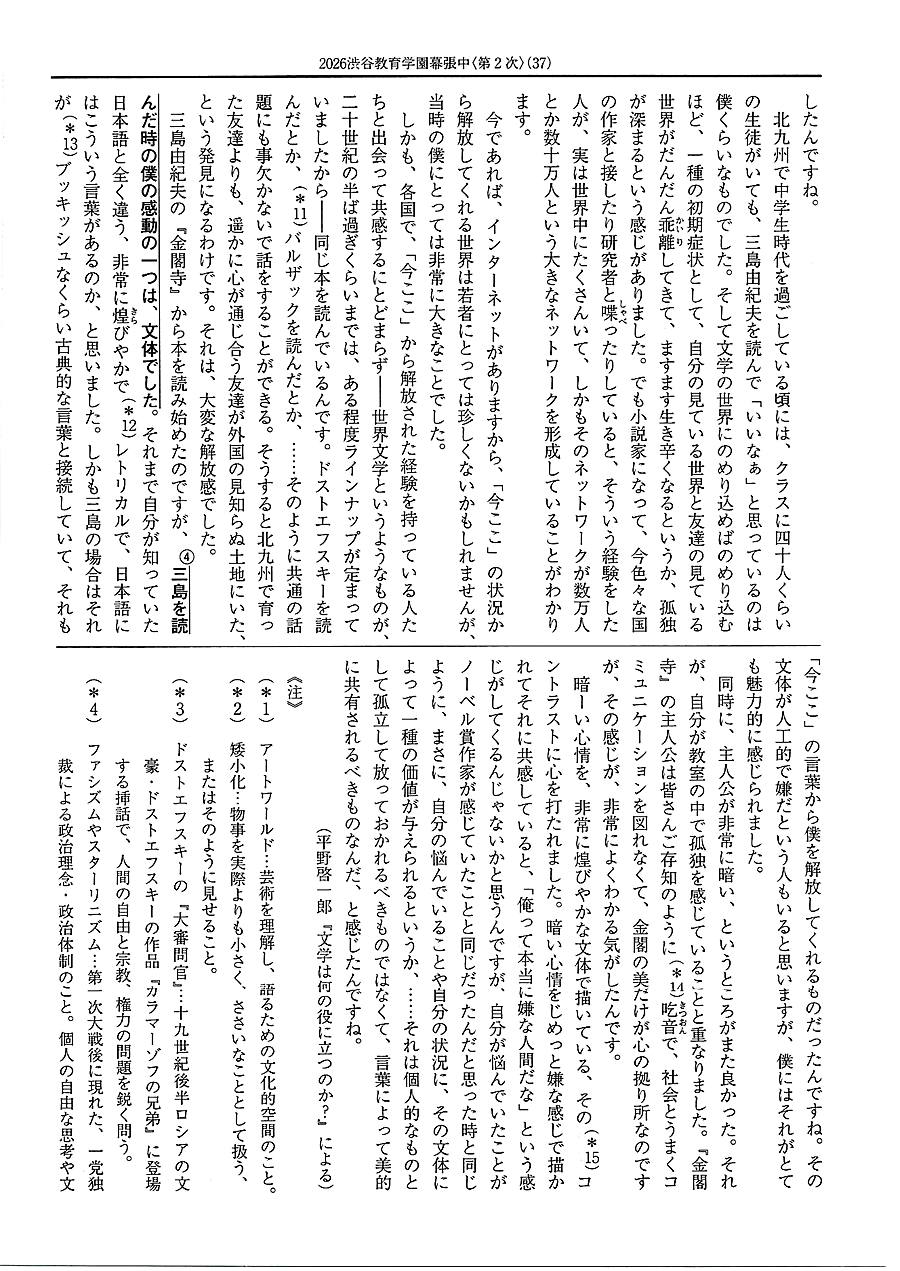 2026渋谷教育学園幕張中〈第2次〉(37)
したんですね。
北九州で中学生時代を過ごしている頃には、クラスに四十人くらい
の生徒がいても、三島由紀夫を読んで「いいなぁ」と思っているのは
僕くらいなものでした。そして文学の世界にのめり込めばのめり込む
ほど、一種の初期症状として、自分の見ている世界と友達の見ている
世界がだんだん乖離してきて、ますます生き辛くなるというか、孤独
が深まるという感じがありました。でも小説家になって、今色々な国
の作家と接したり研究者と喋ったりしていると、そういう経験をした
人が、実は世界中にたくさんいて、しかもそのネットワークが数万人
とか数十万人という大きなネットワークを形成していることがわかり
ます。
今であれば、インターネットがありますから、「今ここ」の状況か
ら解放してくれる世界は若者にとっては珍しくないかもしれませんが、
当時の僕にとっては非常に大きなことでした。
しかも、各国で、「今ここ」から解放された経験を持っている人た
ちと出会って共感するにとどまらず――世界文学というようなものが、
二十世紀の半ば過ぎくらいまでは、ある程度ラインナップが定まって
いましたから――同じ本を読んでいるんです。ドストエフスキーを読
んだとか、(＊11)バルザックを読んだとか、……そのように共通の話
題にも事欠かないで話をすることができる。そうすると北九州で育っ
た友達よりも、遥かに心が通じ合う友達が外国の見知らぬ土地にいた、
という発見になるわけです。それは、大変な解放感でした。
三島由紀夫の『金閣寺』から本を読み始めたのですが、④三島を読
んだ時の僕の感動の一つは、文体でした。それまで自分が知っていた
日本語と全く違う、非常に煌びやかで(＊12)レトリカルで、日本語に
はこういう言葉があるのか、と思いました。しかも三島の場合はそれ
が(＊13)ブッキッシュなくらい古典的な言葉と接続していて、それも
「今ここ」の言葉から僕を解放してくれるものだったんですね。その
文体が人工的で嫌だという人もいると思いますが、僕にはそれがとて
も魅力的に感じられました。
同時に、主人公が非常に暗い、というところがまた良かった。それ
が、自分が教室の中で孤独を感じていることと重なりました。『金閣
寺』の主人公は皆さんご存知のように(＊14)吃音で、社会とうまくコ
ミュニケーションを図れなくて、金閣の美だけが心の拠り所なのです
が、その感じが、非常によくわかる気がしたんです。
暗ーい心情を、非常に煌びやかな文体で描いている、その(＊15)コ
ントラストに心を打たれました。暗い心情をじめっと嫌な感じで描か
れてそれに共感していると、「俺って本当に嫌な人間だな」という感
じがしてくるんじゃないかと思うんですが、自分が悩んでいたことが
ノーベル賞作家が感じていたことと同じだったんだと思った時と同じ
ように、まさに、自分の悩んでいることや自分の状況に、その文体に
よって一種の価値が与えられるというか、……それは個人的なものと
して孤立して放っておかれるべきものではなくて、言葉によって美的
に共有されるべきものなんだ、と感じたんですね。
(平野啓一郎『文学は何の役に立つのか？』による)
《注》
(＊1) アートワールド…芸術を理解し、語るための文化的空間のこと。
(＊2) 矮小化…物事を実際よりも小さく、ささいなこととして扱う、
またはそのように見せること。
(＊3) ドストエフスキーの『大審問官』…十九世紀後半ロシアの文
豪・ドストエフスキーの作品『カラマーゾフの兄弟』に登場
する挿話で、人間の自由と宗教、権力の問題を鋭く問う。
(＊4) ファシズムやスターリニズム…第一次大戦後に現れた、一党独
裁による政治理念・政治体制のこと。個人の自由な思考や文